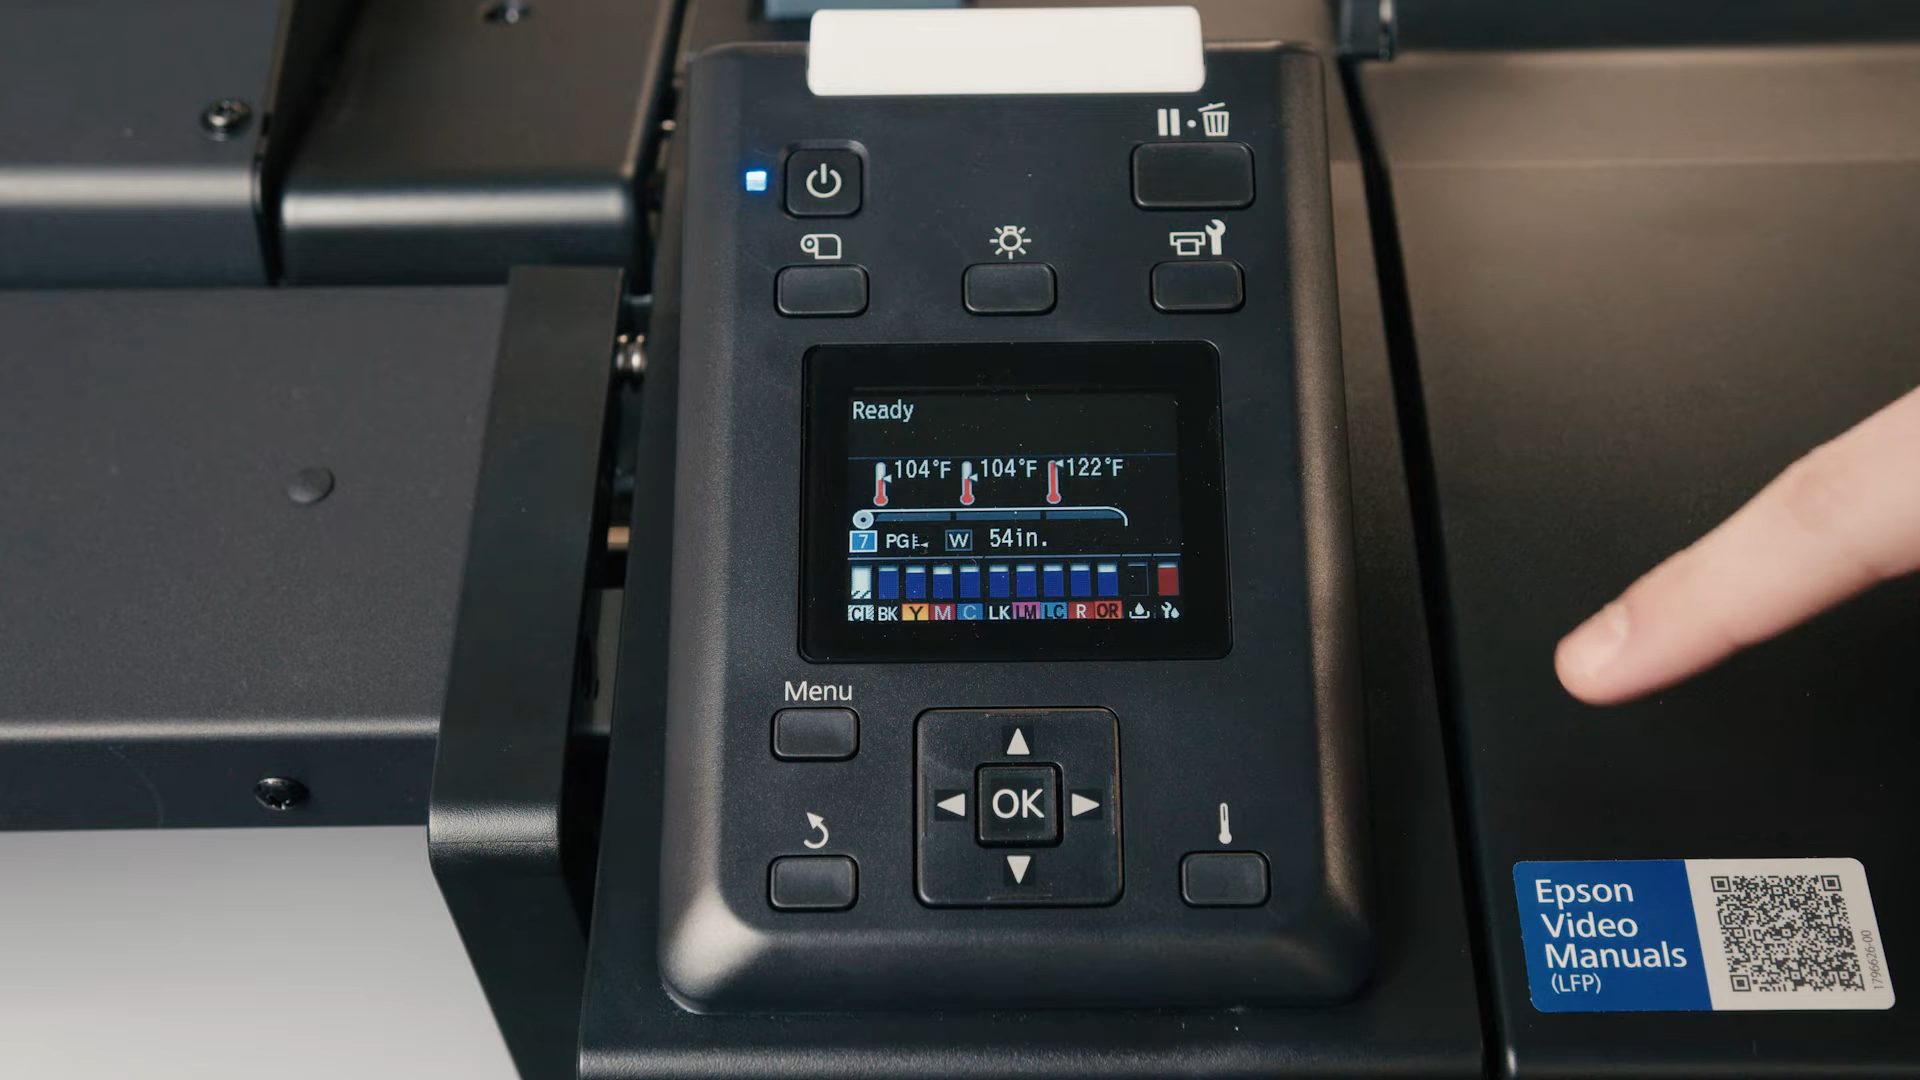 Ready
104°F 104°F 122°F
7 PG W 54in.
CL BK Y M C LK LM LC R OR
Menu
OK
Epson
Video
Manuals
(LFP)